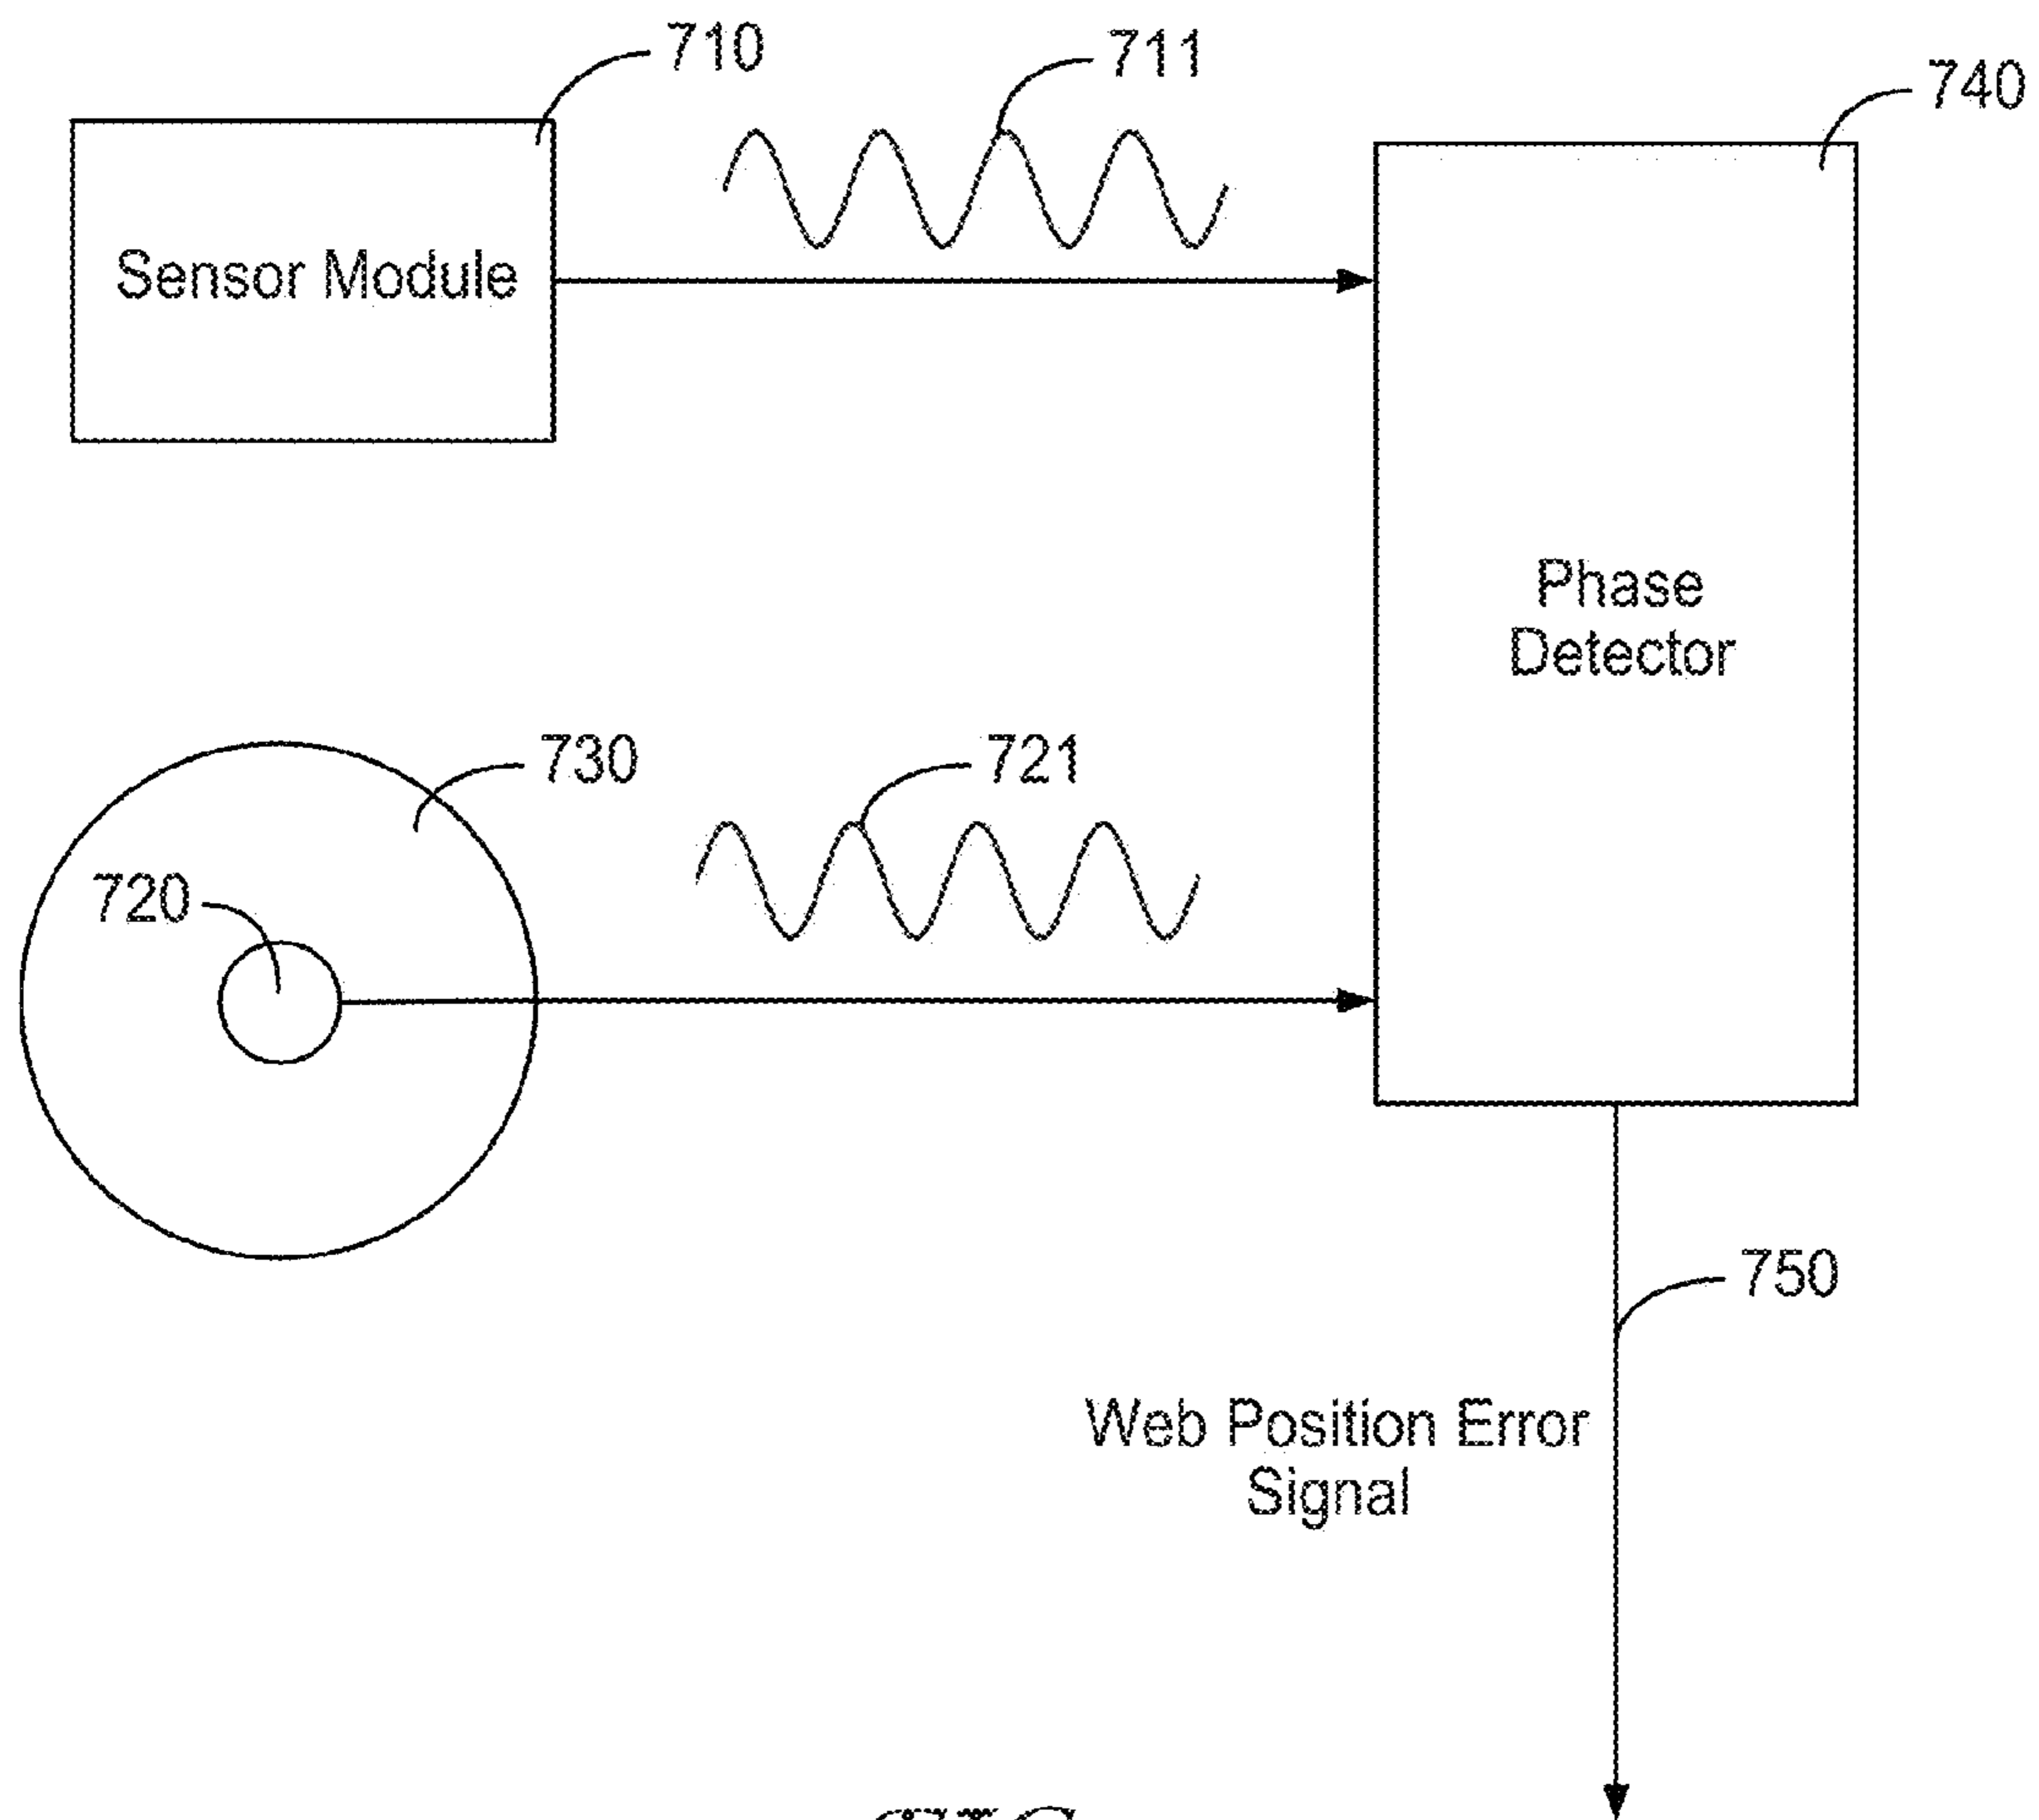 710
711
740
Sensor Module
Phase
Detector
730
721
720
750
Web Position Error
Signal